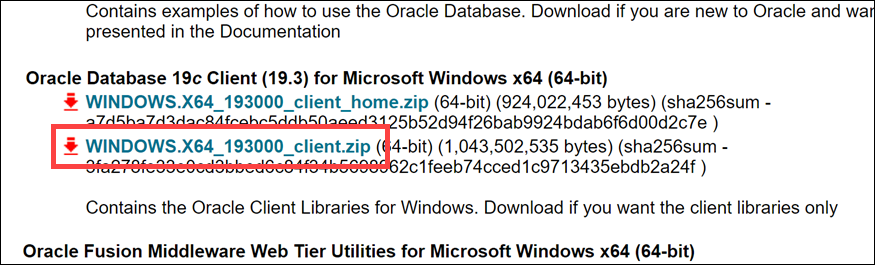 Contains examples of how to use the Oracle Database. Download if you are new to Oracle and wan
presented in the Documentation
Oracle Database 19c Client (19.3) for Microsoft Windows x64 (64-bit)
WINDOWS.X64_193000_client_home.zip (64-bit) (924,022,453 bytes) (sha256sum -
a7d5ba7d3dac84fcebc5ddb50aeed3125b52d94f26bab9924bdab6f6d00d2c7e )
WINDOWS.X64_193000_client.zip (64-bit) (1,043,502,535 bytes) (sha256sum -
962c1feeb74cced1c9713435ebdb2a24f )
Contains the Oracle Client Libraries for Windows. Download if you want the client libraries only
Oracle Fusion Middleware Web Tier Utilities for Microsoft Windows x64 (64-bit)